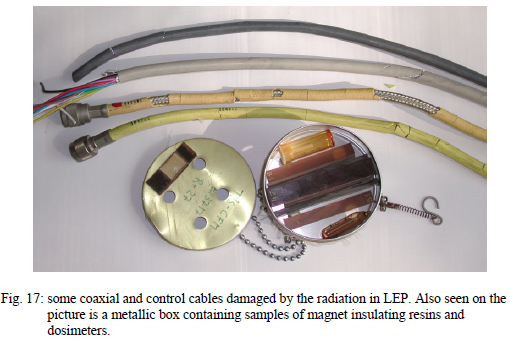 Fig. 17: some coaxial and control cables damaged by the radiation in LEP. Also seen on the
picture is a metallic box containing samples of magnet insulating resins and
dosimeters.